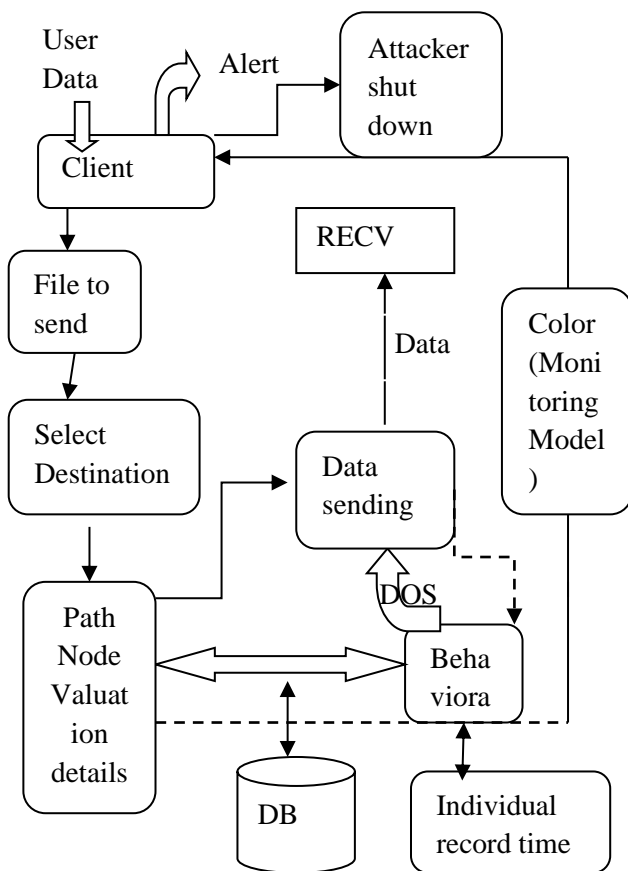 User
Data
Alert
Attacker
shut
down
Client
RECV
File to
send
Data
Color
(Moni
toring
Model
)
Select
Destination
Data
sending
DOS
Path
Node
Valuat
ion
details
Beha
viora
DB
Individual
record time